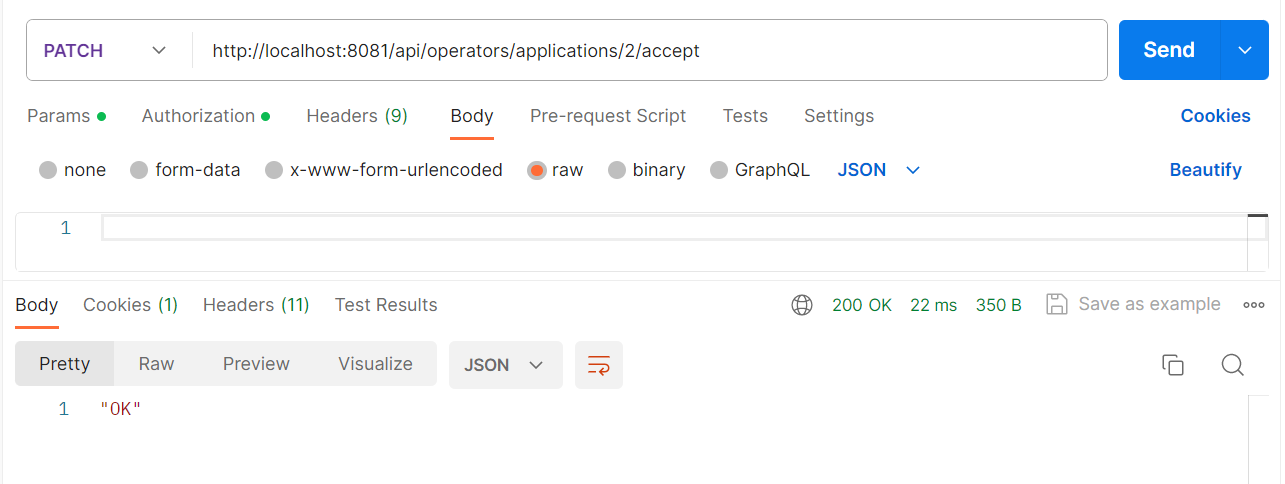 PATCH http://localhost:8081/api/operators/applications/2/accept Send
Params Authorization Headers (9) Body Pre-request Script Tests Settings Cookies
none form-data x-www-form-urlencoded raw binary GraphQL JSON Beautify
1
Body Cookies (1) Headers (11) Test Results 200 OK 22 ms 350 B Save as example
Pretty Raw Preview Visualize JSON
1 "OK"